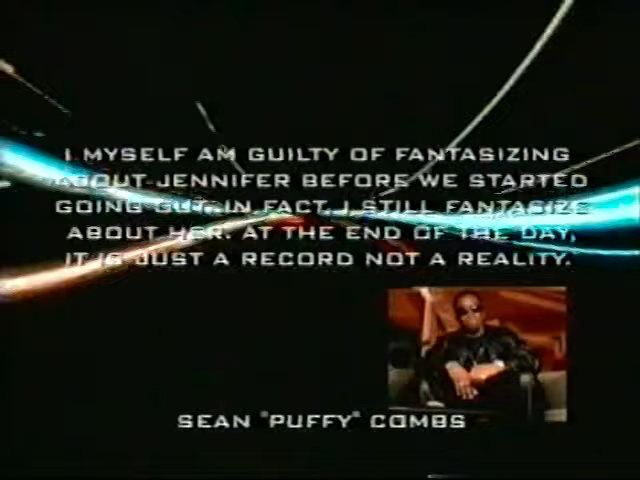 I MYSELF AM GUILTY OF FANTASIZING
ABOUT JENNIFER BEFORE WE STARTED
GOING OUT. IN FACT, I STILL FANTASIZE
ABOUT HER. AT THE END OF THE DAY,
IT IS JUST A RECORD NOT A REALITY.
SEAN "PUFFY" COMBS